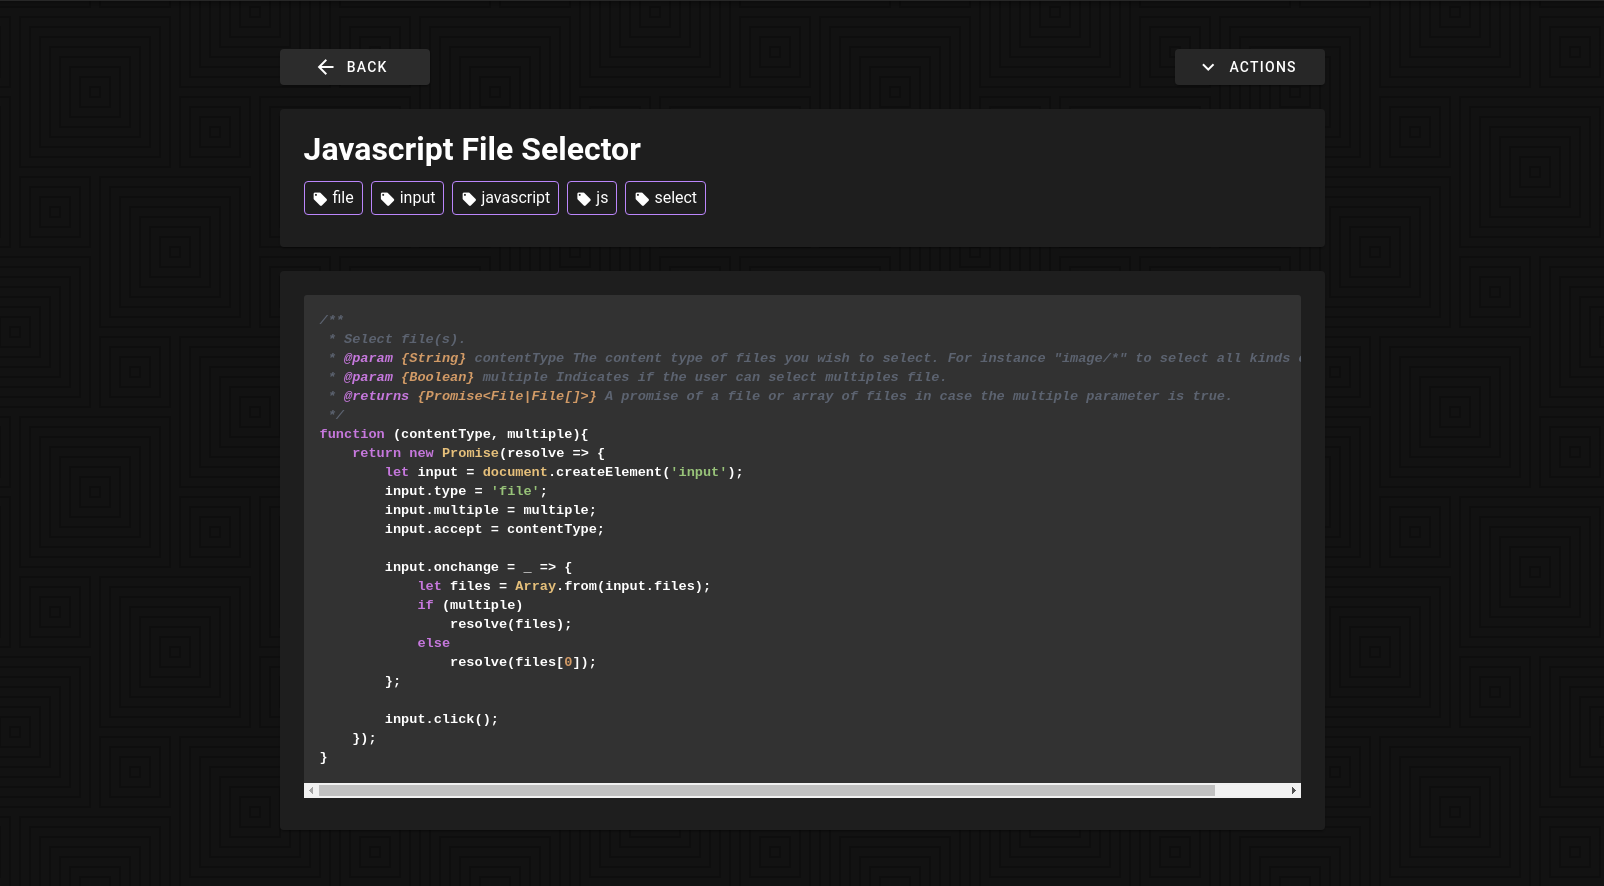 BACK
ACTIONS
Javascript File Selector
file input javascript js select
/**
 * Select file(s).
 * @param {String} contentType The content type of files you wish to select. For instance "image/*" to select all kinds
 * @param {Boolean} multiple Indicates if the user can select multiples file.
 * @returns {Promise<File|File[]>} A promise of a file or array of files in case the multiple parameter is true.
 */
function (contentType, multiple){
    return new Promise(resolve => {
        let input = document.createElement('input');
        input.type = 'file';
        input.multiple = multiple;
        input.accept = contentType;

        input.onchange = _ => {
            let files = Array.from(input.files);
            if (multiple)
                resolve(files);
            else
                resolve(files[0]);
        };

        input.click();
    });
}